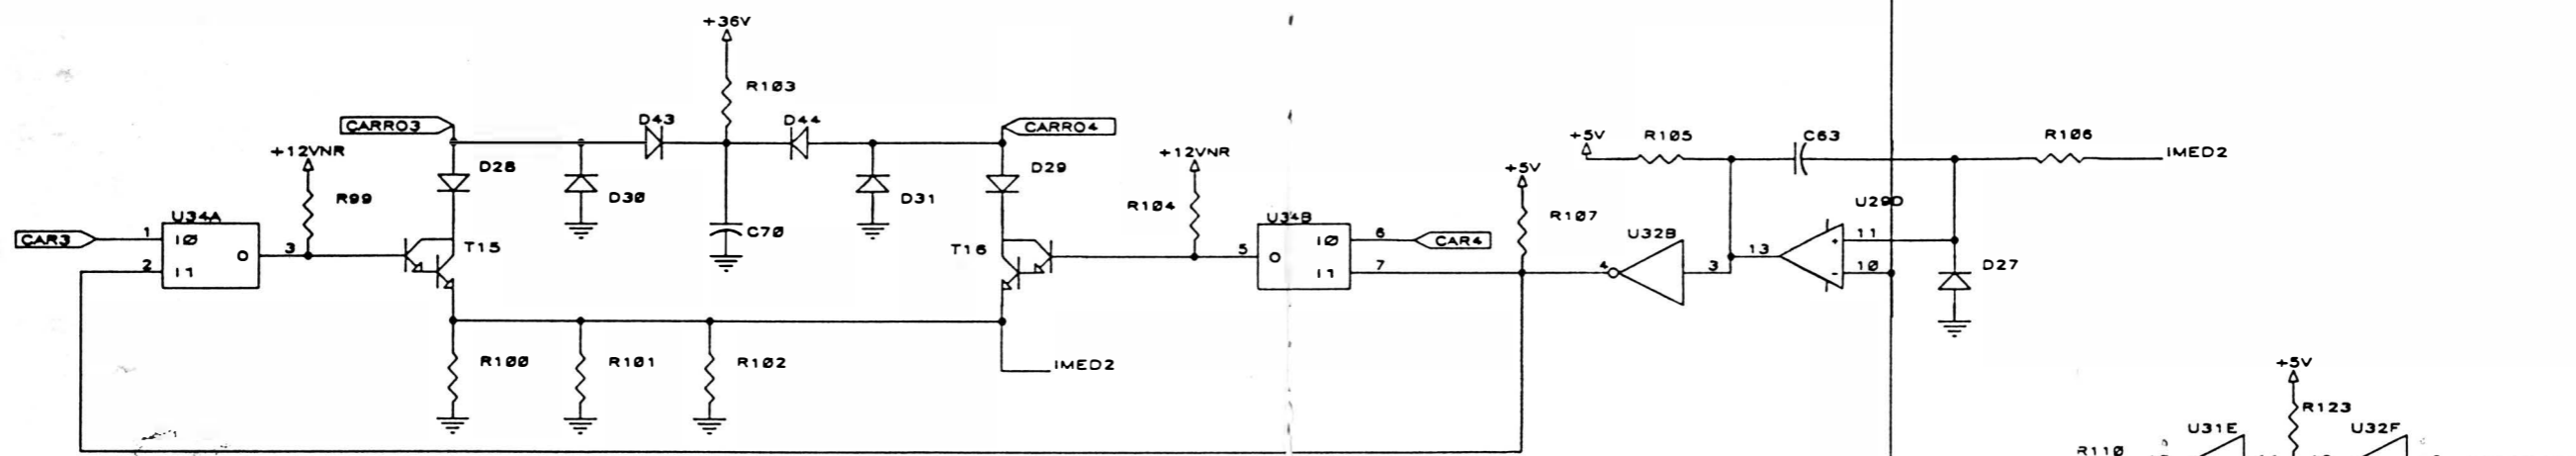 +36V
R103
CARRO3
D43
D44
CARRO4
+12VNR
D28
+12VNR
D29
+5V
R105
C63
R106
IMED2
+5V
R99
D30
D31
R104
R107
U29D
U34A
CAR3
1
I0
3
O
2
I1
T15
C70
T16
5
U34B
O
I0
6
CAR4
I1
7
U32B
4
3
13
+
11
-
10
D27
R100
R101
R102
IMED2
+5V
R123
U31E
U32F
R110